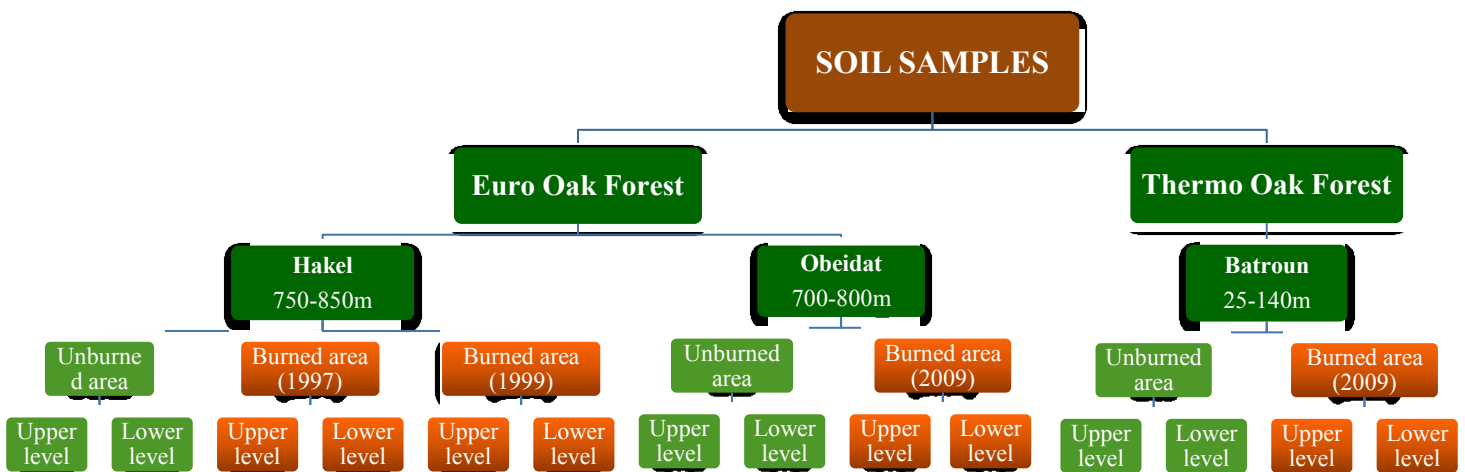 SOIL SAMPLES
Euro Oak Forest
Thermo Oak Forest
Hakel
750-850m
Obeidat
700-800m
Batroun
25-140m
Unburne
d area
Burned area
(1997)
Burned area
(1999)
Unburned
area
Burned area
(2009)
Unburned
area
Burned area
(2009)
Upper
level
Lower
level
Upper
level
Lower
level
Upper
level
Lower
level
Upper
level
Lower
level
Upper
level
Lower
level
Upper
level
Lower
level
Upper
level
Lower
level